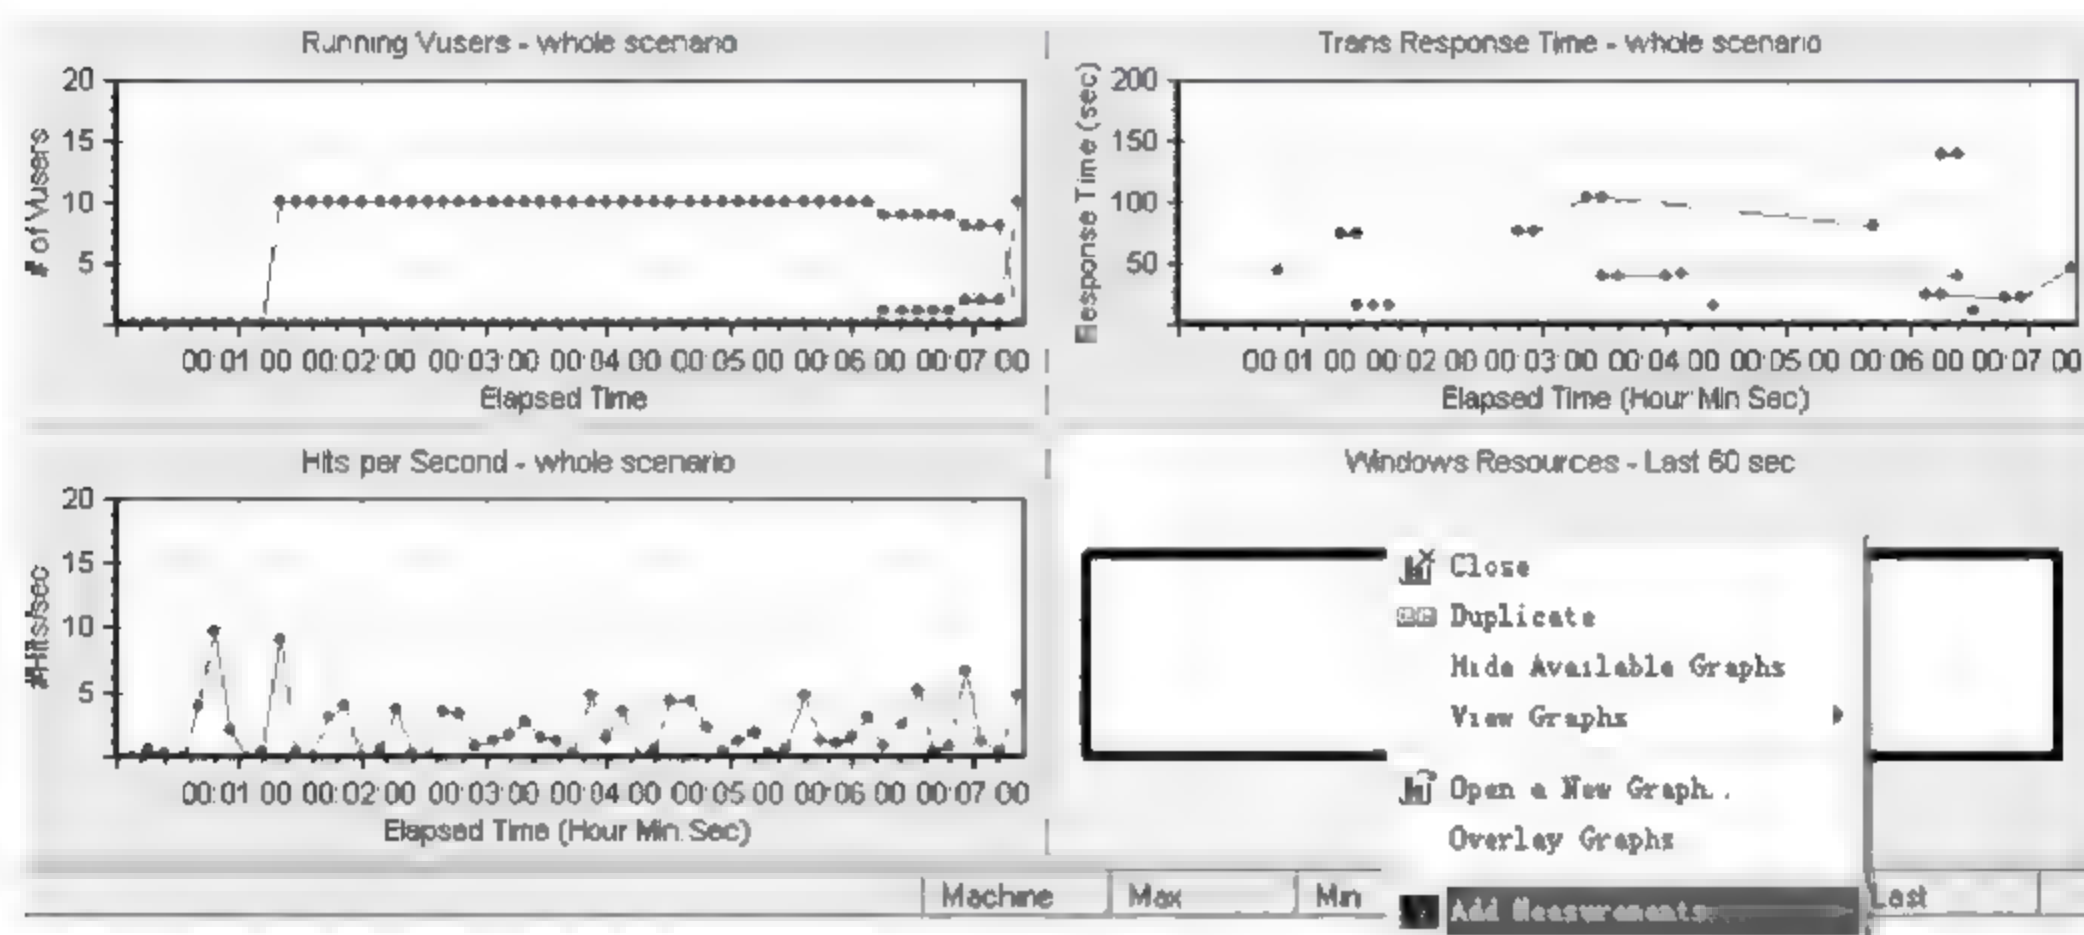 Running Vusers - whole scenario
20
15
10
5
# of Vusers
00:01:00 00:02:00 00:03:00 00:04:00 00:05:00 00:06:00 00:07:00
Elapsed Time
Trans Response Time - whole scenario
200
150
100
50
Response Time (sec)
00:01:00 00:02:00 00:03:00 00:04:00 00:05:00 00:06:00 00:07:00
Elapsed Time (Hour:Min:Sec)
Hits per Second - whole scenario
20
15
10
5
#Hits/sec
00:01:00 00:02:00 00:03:00 00:04:00 00:05:00 00:06:00 00:07:00
Elapsed Time (Hour:Min:Sec)
Windows Resources - Last 60 sec
Close
Duplicate
Hide Available Graphs
View Graphs
Open a New Graph..
Overlay Graphs
Add Measurements...
Machine Max Min Last